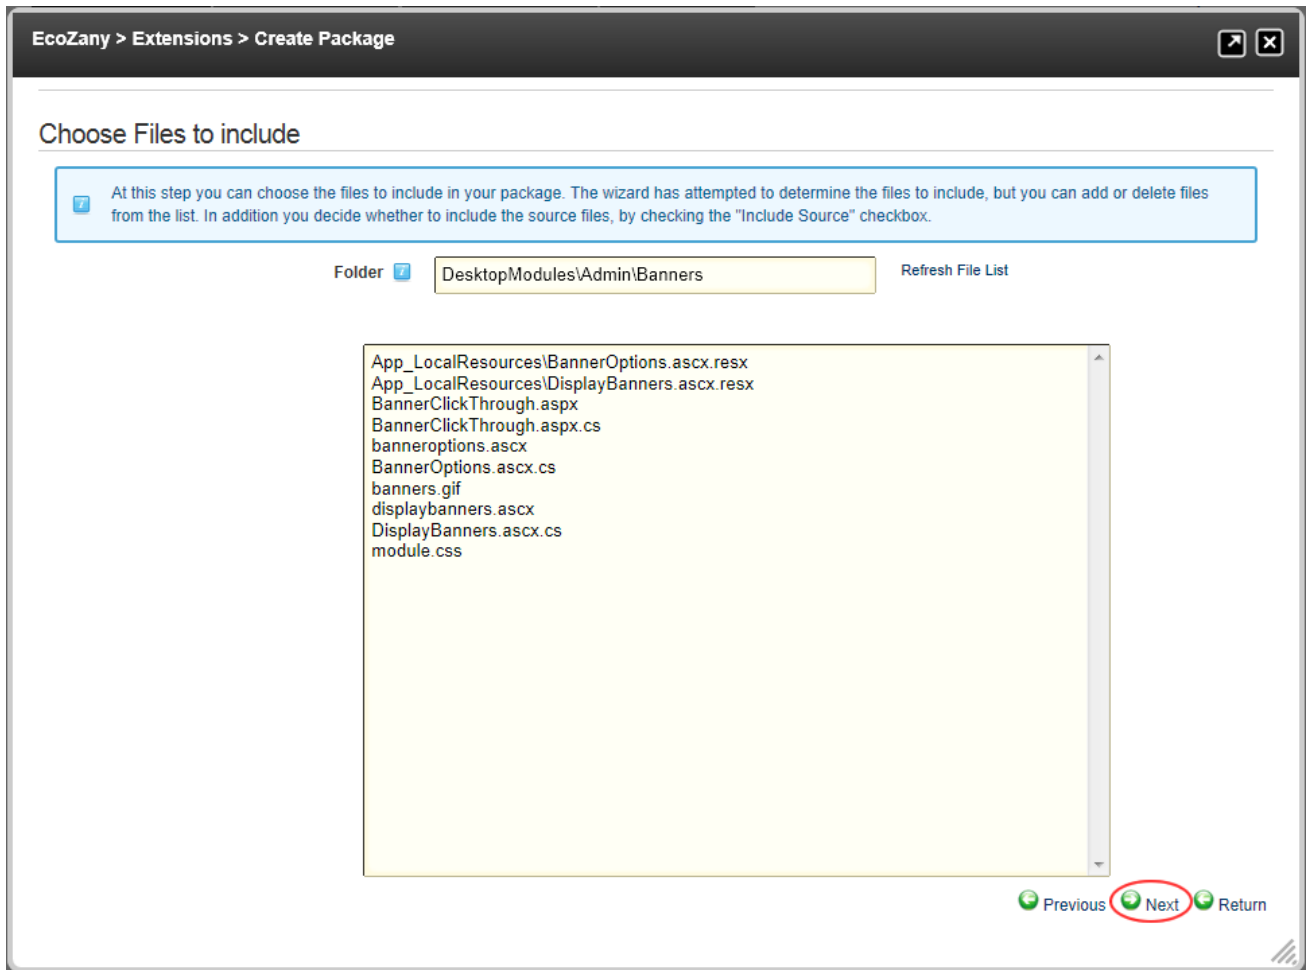 EcoZany > Extensions > Create Package
Choose Files to include
At this step you can choose the files to include in your package. The wizard has attempted to determine the files to include, but you can add or delete files
from the list. In addition you decide whether to include the source files, by checking the "Include Source" checkbox.
Folder DesktopModules\Admin\Banners Refresh File List
App_LocalResources\BannerOptions.ascx.resx
App_LocalResources\DisplayBanners.ascx.resx
BannerClickThrough.aspx
BannerClickThrough.aspx.cs
banneroptions.ascx
BannerOptions.ascx.cs
banners.gif
displaybanners.ascx
DisplayBanners.ascx.cs
module.css
Previous Next Return